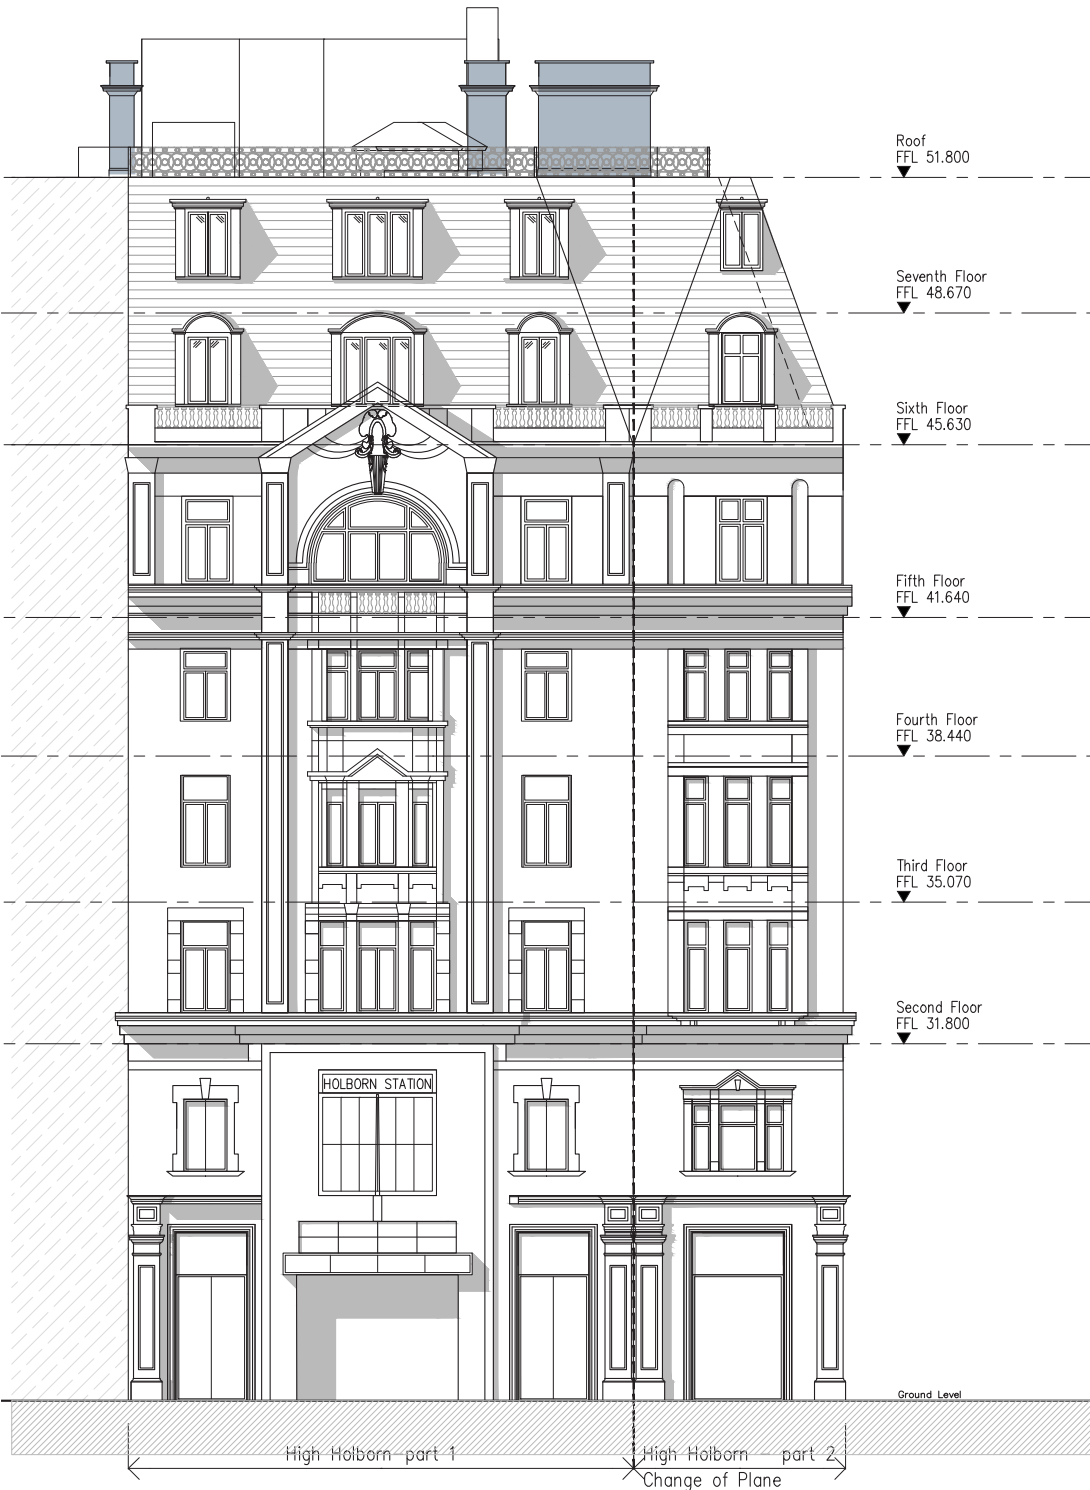 Roof
FFL 51.800
Seventh Floor
FFL 48.670
Sixth Floor
FFL 45.630
Fifth Floor
FFL 41.640
Fourth Floor
FFL 38.440
Third Floor
FFL 35.070
Second Floor
FFL 31.800
HOLBORN STATION
Ground Level
High Holborn-part 1
High Holborn - part 2
Change of Plane